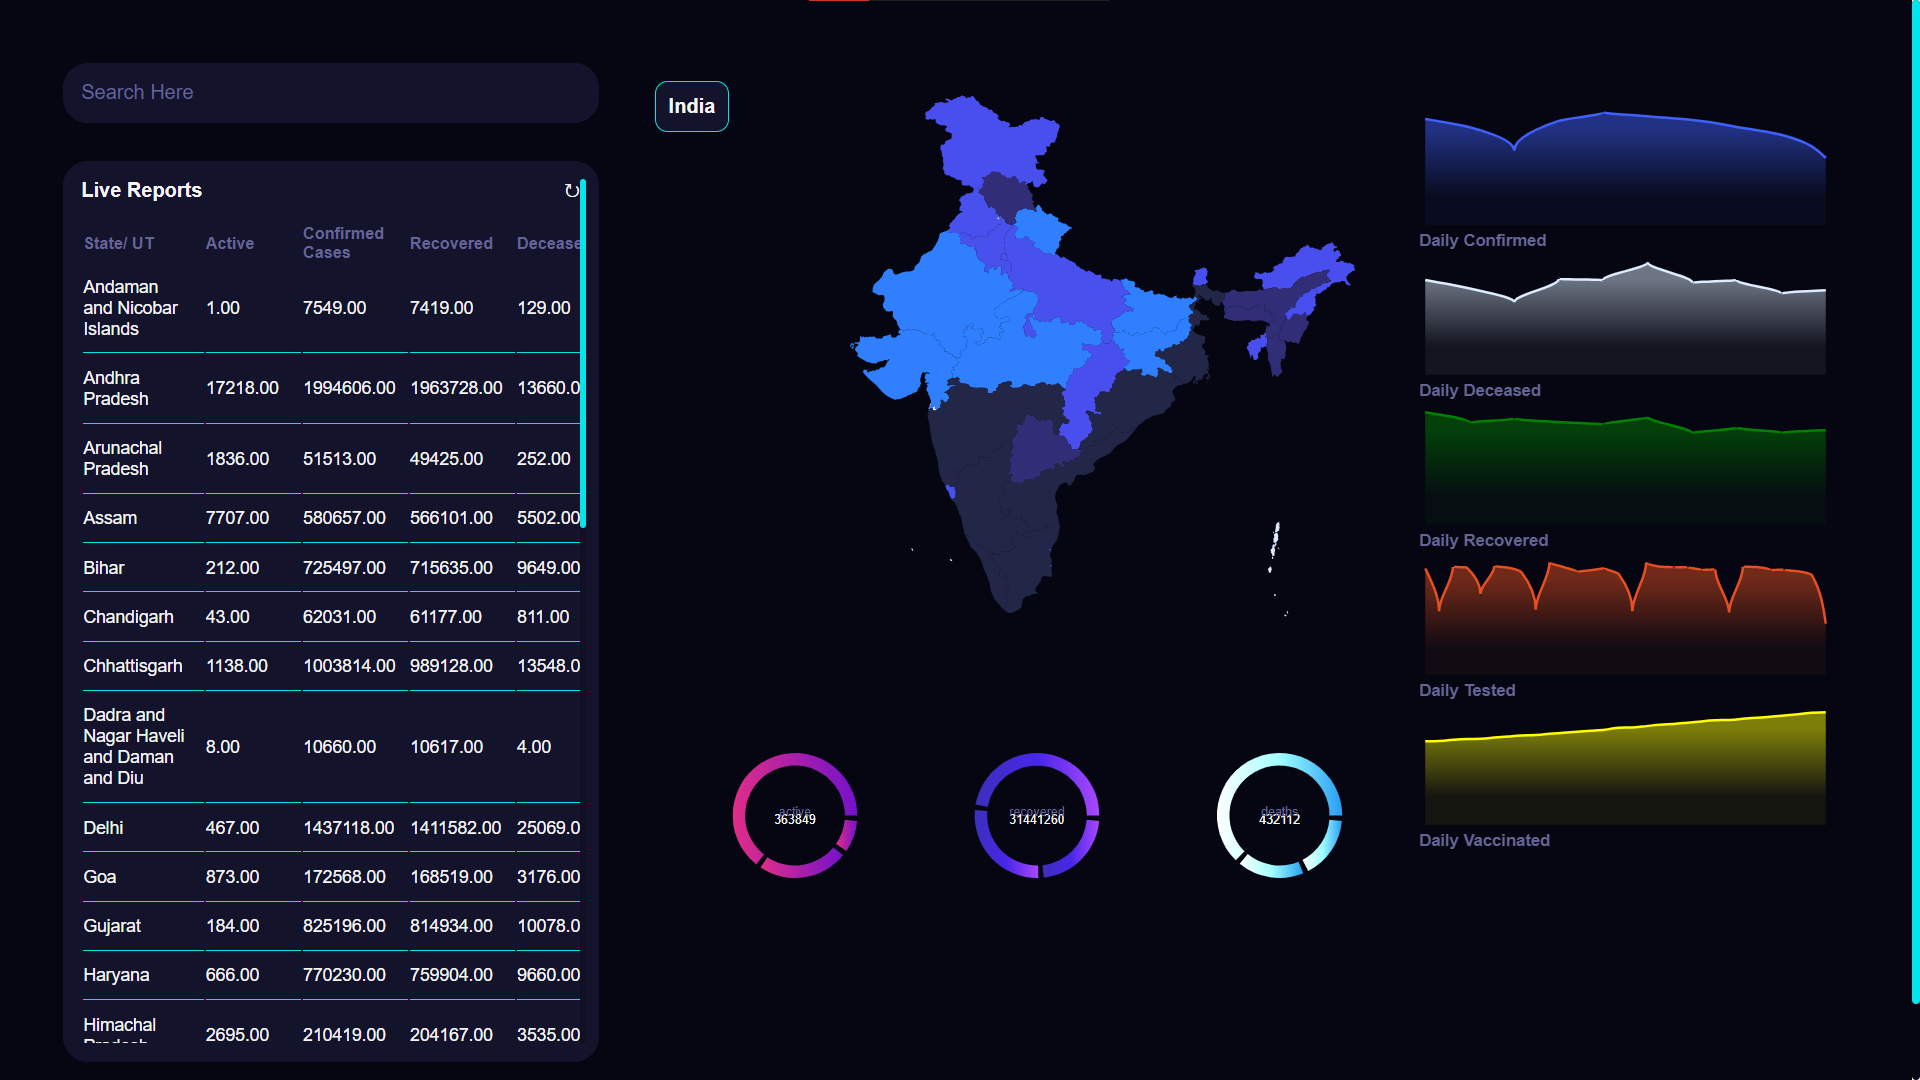 Search Here
Live Reports
State/ UT Active Confirmed Cases Recovered Decease
Andaman and Nicobar Islands 1.00 7549.00 7419.00 129.00
Andhra Pradesh 17218.00 1994606.00 1963728.00 13660.0
Arunachal Pradesh 1836.00 51513.00 49425.00 252.00
Assam 7707.00 580657.00 566101.00 5502.00
Bihar 212.00 725497.00 715635.00 9649.00
Chandigarh 43.00 62031.00 61177.00 811.00
Chhattisgarh 1138.00 1003814.00 989128.00 13548.0
Dadra and Nagar Haveli and Daman and Diu 8.00 10660.00 10617.00 4.00
Delhi 467.00 1437118.00 1411582.00 25069.0
Goa 873.00 172568.00 168519.00 3176.00
Gujarat 184.00 825196.00 814934.00 10078.0
Haryana 666.00 770230.00 759904.00 9660.00
Himachal Pradesh 2695.00 210419.00 204167.00 3535.00
India
active
363849
recovered
31441260
deaths
432112
Daily Confirmed
Daily Deceased
Daily Recovered
Daily Tested
Daily Vaccinated